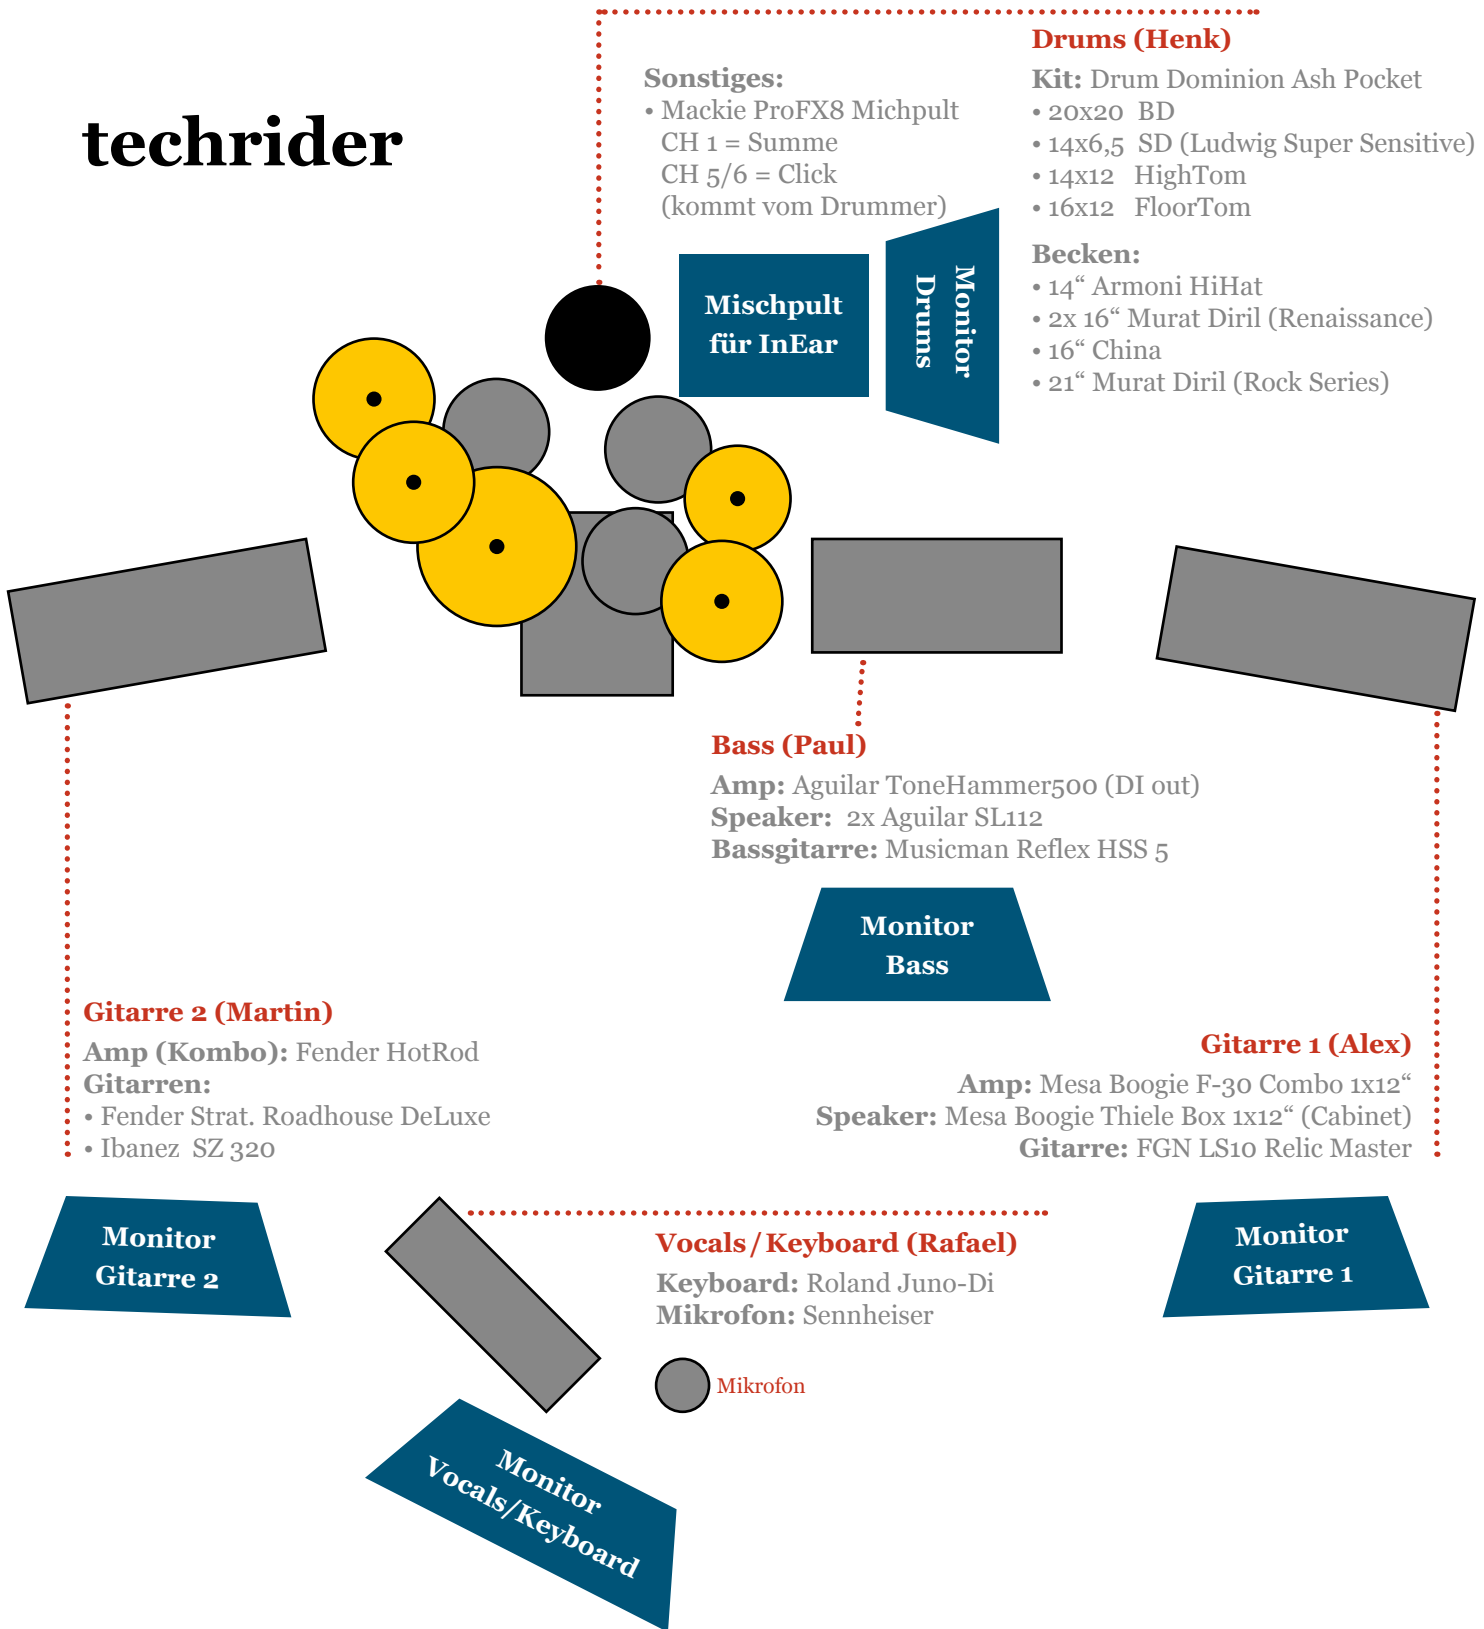 techrider
Sonstiges:
• Mackie ProFX8 Michpult
CH 1 = Summe
CH 5/6 = Click
(kommt vom Drummer)
Drums (Henk)
Kit: Drum Dominion Ash Pocket
• 20x20 BD
• 14x6,5 SD (Ludwig Super Sensitive)
• 14x12 HighTom
• 16x12 FloorTom
Becken:
• 14“ Armoni HiHat
• 2x 16“ Murat Diril (Renaissance)
• 16“ China
• 21“ Murat Diril (Rock Series)
Mischpult
für InEar
Monitor
Drums
Bass (Paul)
Amp: Aguilar ToneHammer500 (DI out)
Speaker: 2x Aguilar SL112
Bassgitarre: Musicman Reflex HSS 5
Monitor
Bass
Gitarre 2 (Martin)
Amp (Kombo): Fender HotRod
Gitarren:
• Fender Strat. Roadhouse DeLuxe
• Ibanez SZ 320
Gitarre 1 (Alex)
Amp: Mesa Boogie F-30 Combo 1x12“
Speaker: Mesa Boogie Thiele Box 1x12“ (Cabinet)
Gitarre: FGN LS10 Relic Master
Monitor
Gitarre 2
Vocals / Keyboard (Rafael)
Keyboard: Roland Juno-Di
Mikrofon: Sennheiser
Monitor
Gitarre 1
Mikrofon
Monitor
Vocals/Keyboard